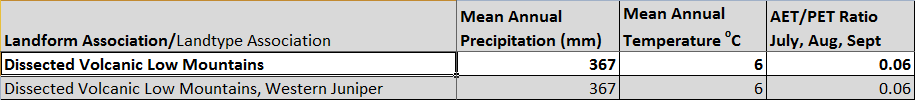 Landform Association/Landtype Association Mean Annual Precipitation (mm) Mean Annual Temperature °C AET/PET Ratio July, Aug, Sept
Dissected Volcanic Low Mountains 367 6 0.06
Dissected Volcanic Low Mountains, Western Juniper 367 6 0.06